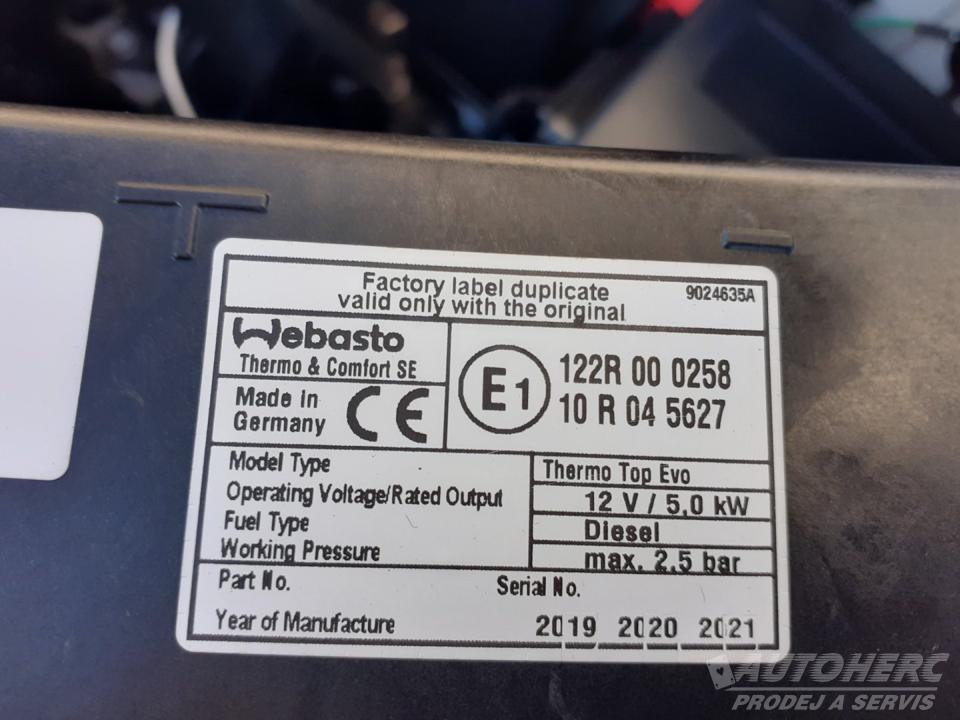 Factory label duplicate
valid only with the original
9024635A
Webasto
Thermo & Comfort SE
Made in
Germany
CE
E1
122R 00 0258
10 R 04 5627
Model Type
Thermo Top Evo
Operating Voltage/Rated Output
12 V / 5,0 kW
Fuel Type
Diesel
Working Pressure
max. 2,5 bar
Part No.
Serial No.
Year of Manufacture
2019 2020 2021
AUTOHERC
PRODEJ A SERVIS